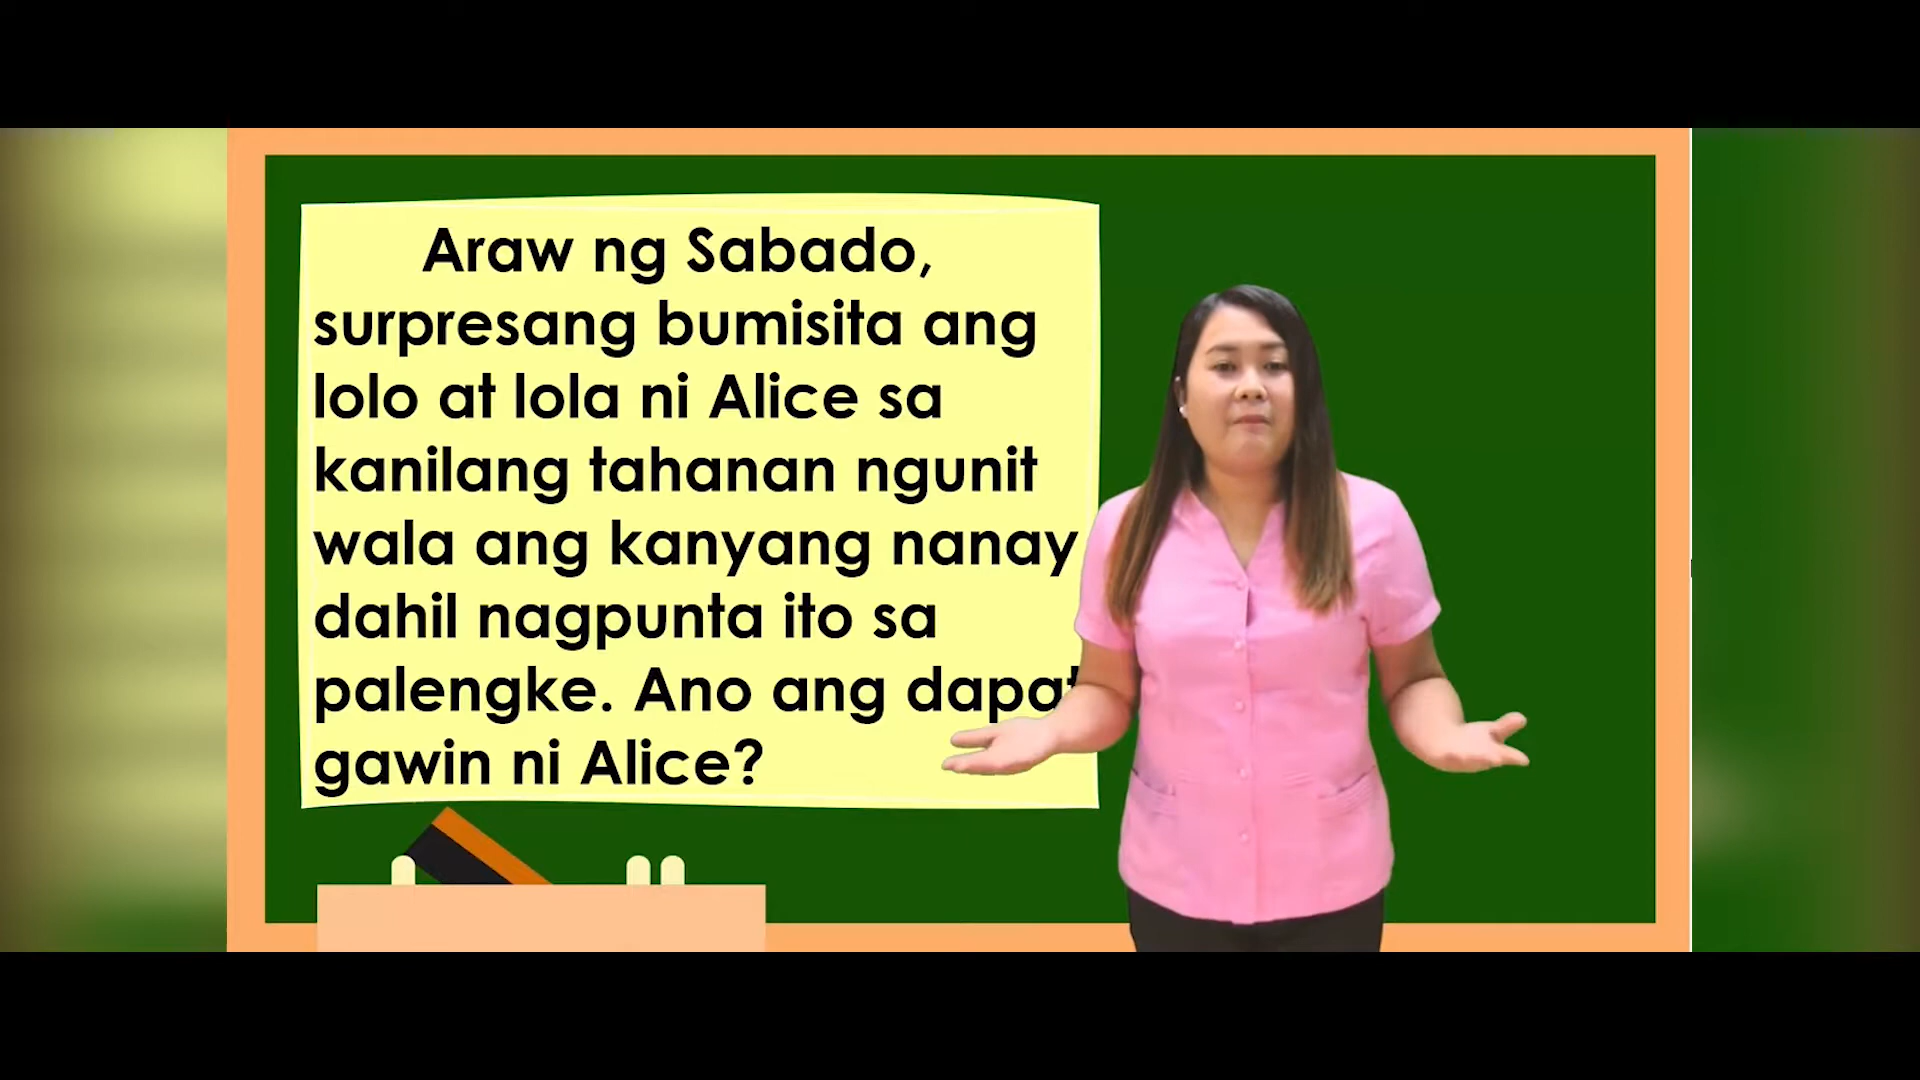 Araw ng Sabado,
surpresang bumisita ang
lolo at lola ni Alice sa
kanilang tahanan ngunit
wala ang kanyang nanay
dahil nagpunta ito sa
palengke. Ano ang dapat
gawin ni Alice?